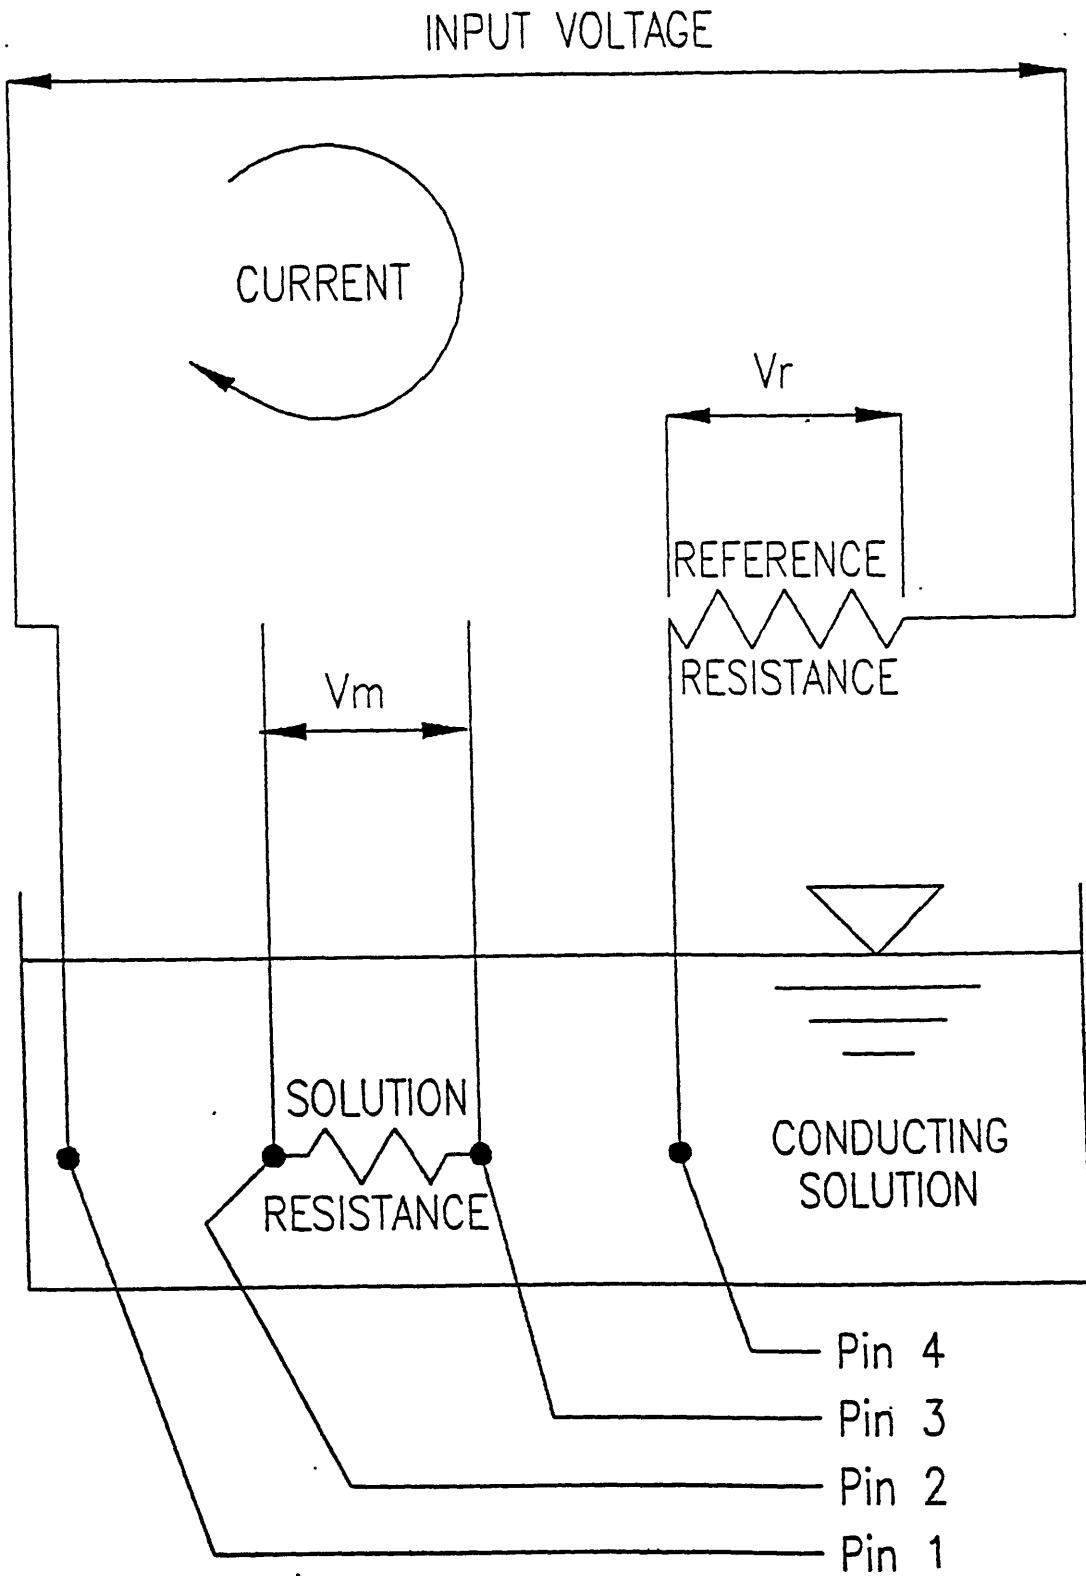 INPUT VOLTAGE
CURRENT
Vr
REFERENCE
RESISTANCE
Vm
SOLUTION
RESISTANCE
CONDUCTING
SOLUTION
Pin 4
Pin 3
Pin 2
Pin 1